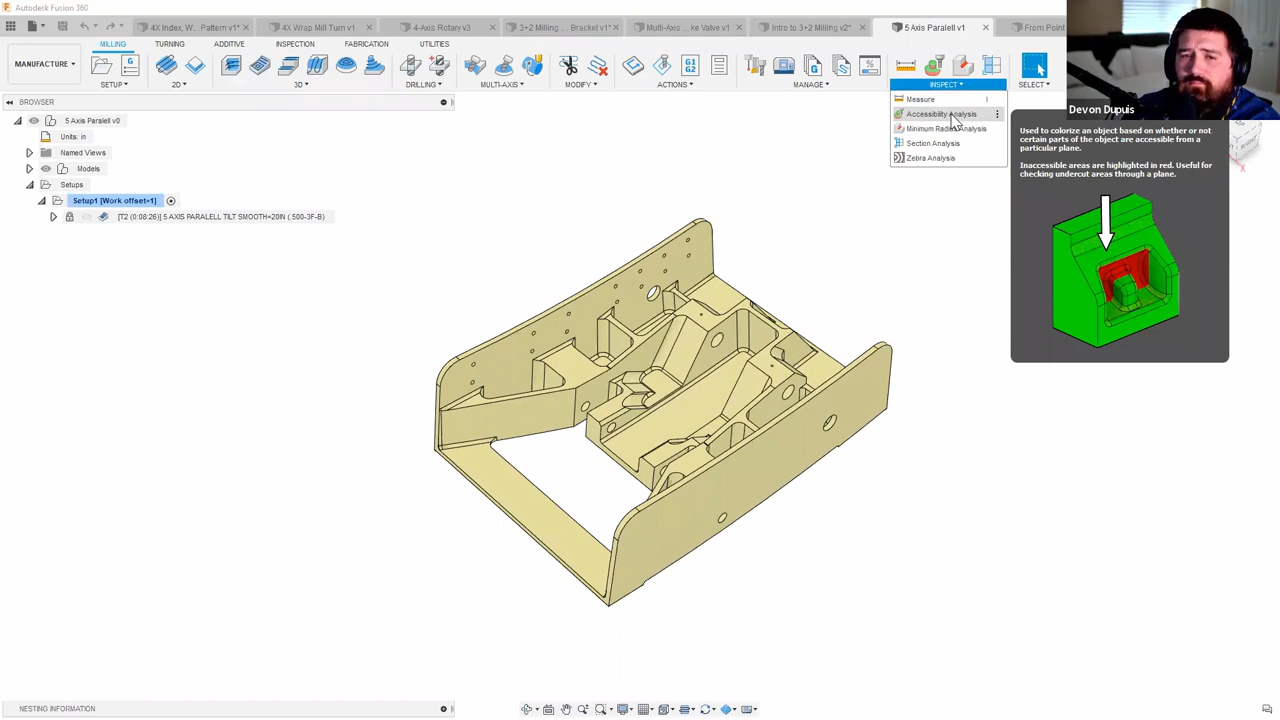 Autodesk Fusion 360
4X Index, W... Pattern v1*
4X Wrap Mill Turn v1
4-Axis Rotary v3
3+2 Milling ... Bracket v1*
Multi-Axis ... ke Valve v1
Intro to 3+2 Milling v2*
5 Axis Paralell v1
From Point
MILLING
TURNING
ADDITIVE
INSPECTION
FABRICATION
UTILITIES
MANUFACTURE
SETUP
2D
3D
DRILLING
MULTI-AXIS
MODIFY
ACTIONS
MANAGE
INSPECT
SELECT
G1
G2
Devon Dupuis
BROWSER
5 Axis Paralell v0
Units: in
Named Views
Models
Setups
Setup1 [Work offset=1]
[T2 (0:08:26)] 5 AXIS PARALELL TILT SMOOTH=20IN (.500-3F-B)
Measure
I
Accessibility Analysis
Minimum Radius Analysis
Section Analysis
Zebra Analysis
Used to colorize an object based on whether or not
certain parts of the object are accessible from a
particular plane.
Inaccessible areas are highlighted in red. Useful for
checking undercut areas through a plane.
NESTING INFORMATION